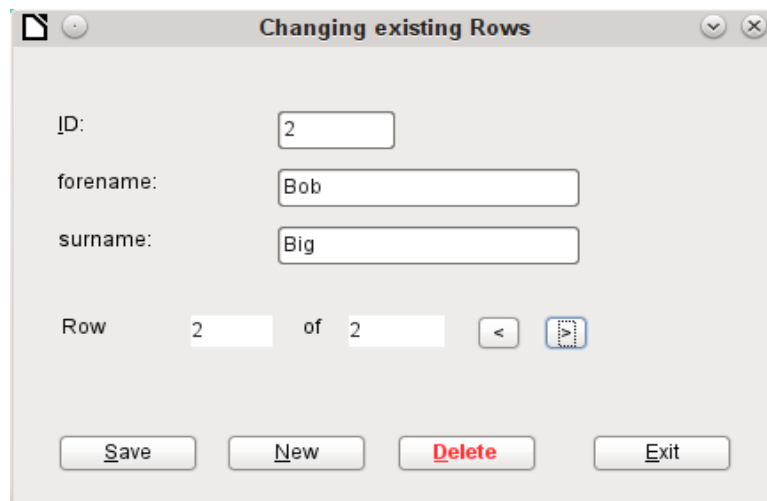 Changing existing Rows
ID: 2
forename: Bob
surname: Big
Row 2 of 2 < >
Save New Delete Exit